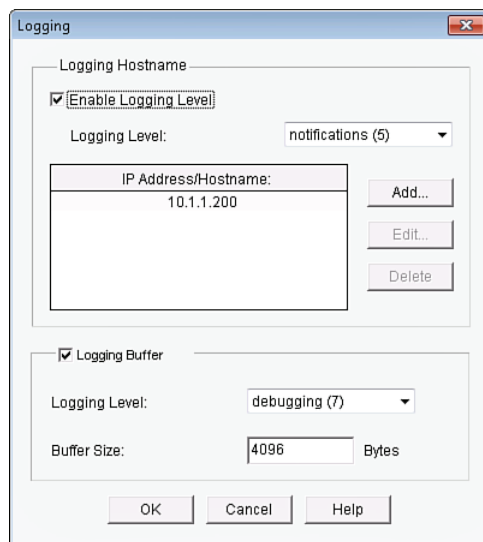 Logging
Logging Hostname
Enable Logging Level
Logging Level: notifications (5)
IP Address/Hostname:
10.1.1.200
Add...
Edit...
Delete
Logging Buffer
Logging Level: debugging (7)
Buffer Size: 4096 Bytes
OK Cancel Help